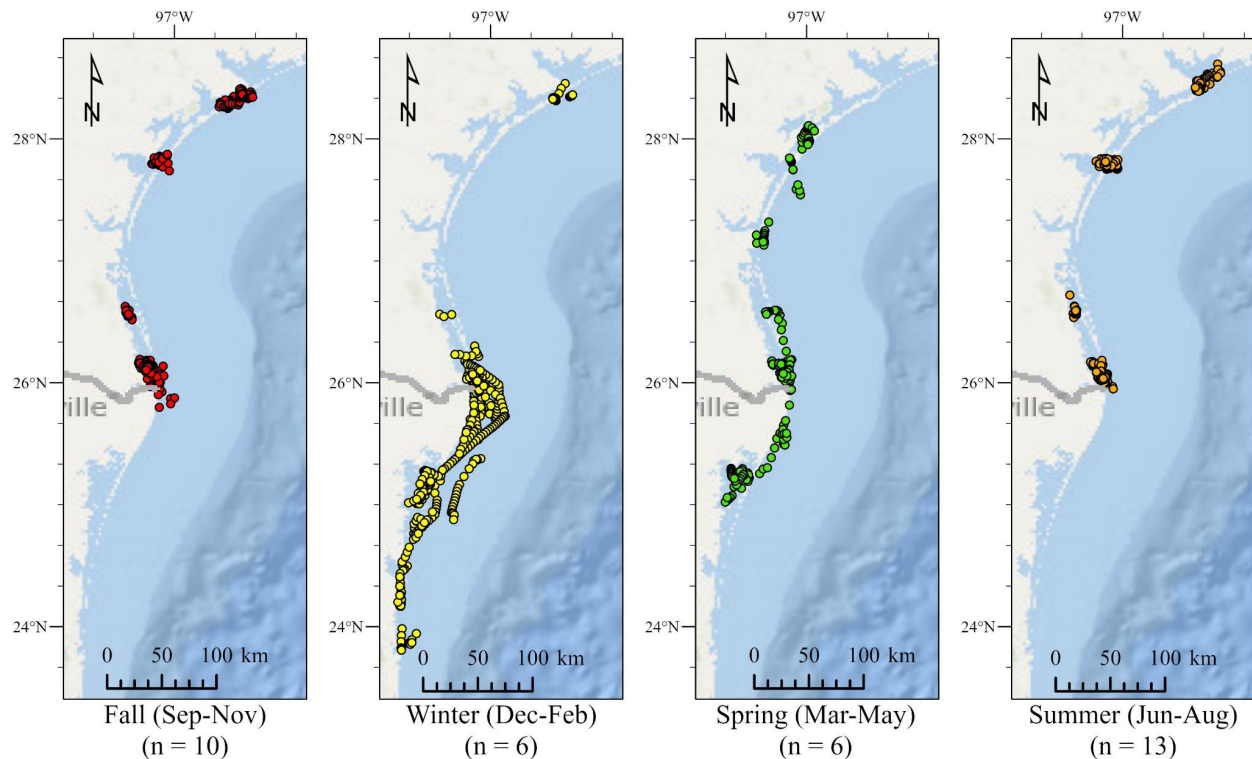 97°W 97°W 97°W 97°W
N N N N
28°N 28°N 28°N 28°N
26°N 26°N 26°N 26°N
ville ville ville ville
24°N 24°N 24°N 24°N
0 50 100 km 0 50 100 km 0 50 100 km 0 50 100 km
Fall (Sep-Nov) Winter (Dec-Feb) Spring (Mar-May) Summer (Jun-Aug)
(n = 10) (n = 6) (n = 6) (n = 13)